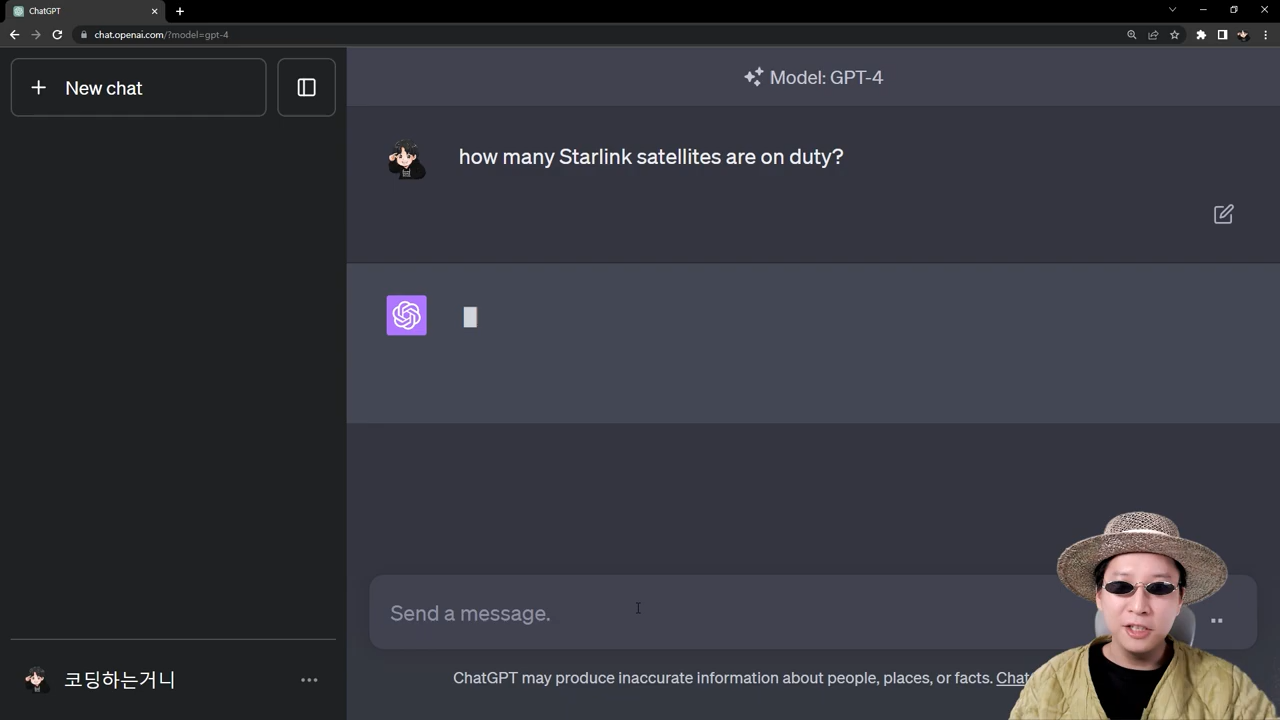 ChatGPT
chat.openai.com/?model=gpt-4
New chat
Model: GPT-4
how many Starlink satellites are on duty?
Send a message.
코딩하는거니
ChatGPT may produce inaccurate information about people, places, or facts. Chat